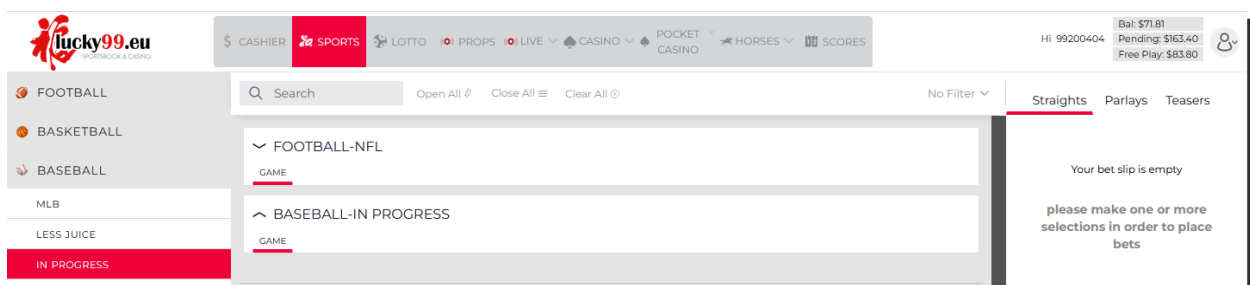 lucky99.eu
SPORTSBOOK & CASINO
$ CASHIER
SPORTS
LOTTO
PROPS
LIVE
CASINO
POCKET
CASINO
HORSES
SCORES
Hi 99200404
Bal: $71.81
Pending: $163.40
Free Play: $83.80
FOOTBALL
BASKETBALL
BASEBALL
MLB
LESS JUICE
IN PROGRESS
Search
Open All
Close All
Clear All
No Filter
FOOTBALL-NFL
GAME
BASEBALL-IN PROGRESS
GAME
Straights Parlays Teasers
Your bet slip is empty
please make one or more
selections in order to place
bets